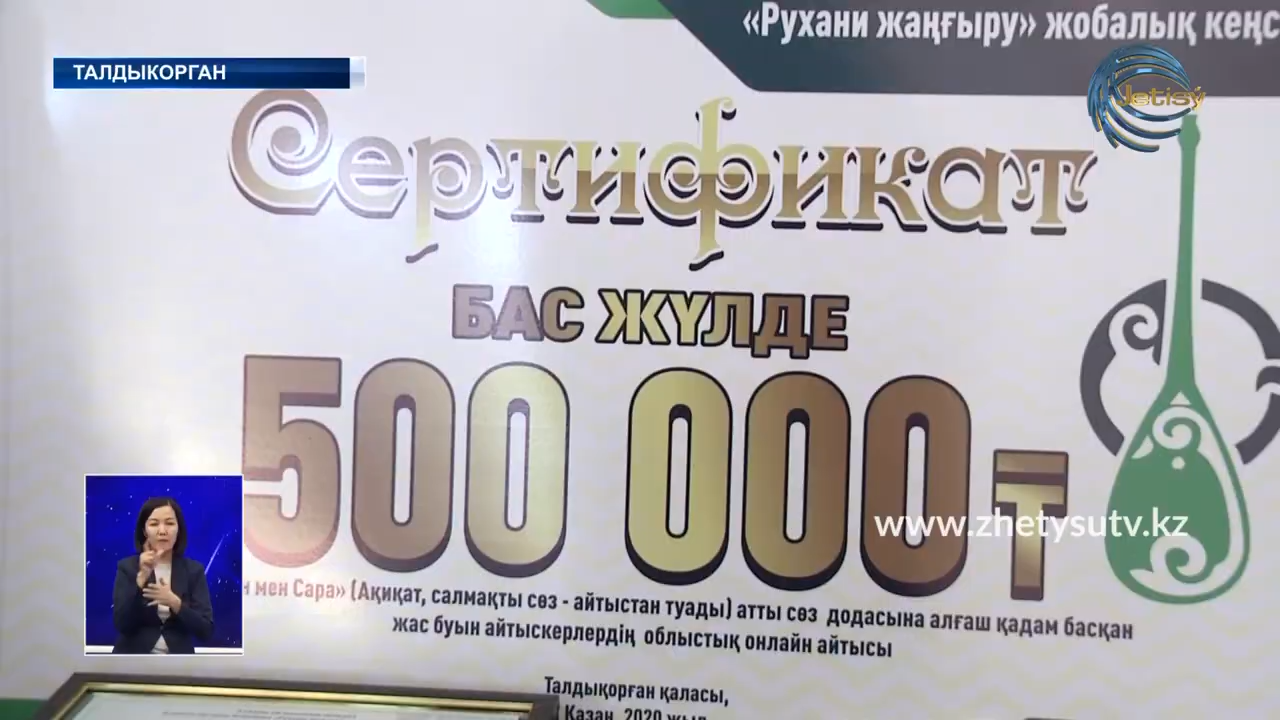 «Рухани жаңғыру» жобалық кеңс
ТАЛДЫКОРГАН
Jetisý
Сертификат
БАС ЖҮЛДЕ
500 000₸
www.zhetysutv.kz
н мен Сара» (Ақиқат, салмақты сөз - айтыстан туады) атты сөз додасына алғаш қадам басқан
жас буын айтыскерлердің облыстық онлайн айтысы
Талдықорған қаласы,
Қазан, 2020 жыл